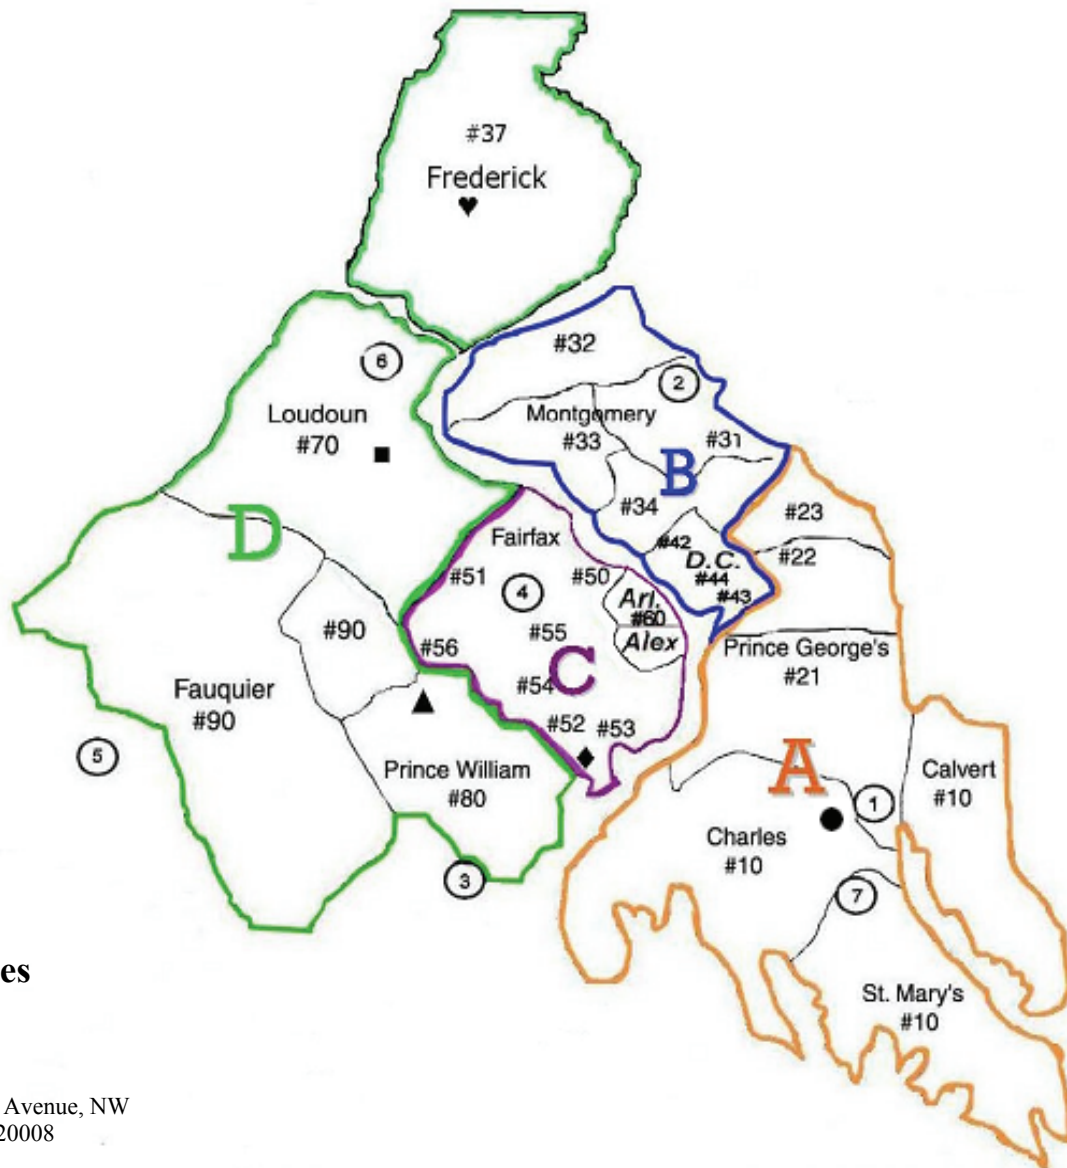 #37
Frederick
♥
#32
6
2
Loudoun
#70
Montgomery
#33
#31
B
#34
#23
D
Fairfax
#42
D.C.
#44
#43
#22
#51
4
#50
Arl.
#60
Alex
#90
#55
#56
Prince George's
#21
C
#54
Fauquier
#90
#52
#53
5
Prince William
#80
A
Calvert
#10
1
Charles
#10
3
7
es
St. Mary's
#10
Avenue, NW
20008